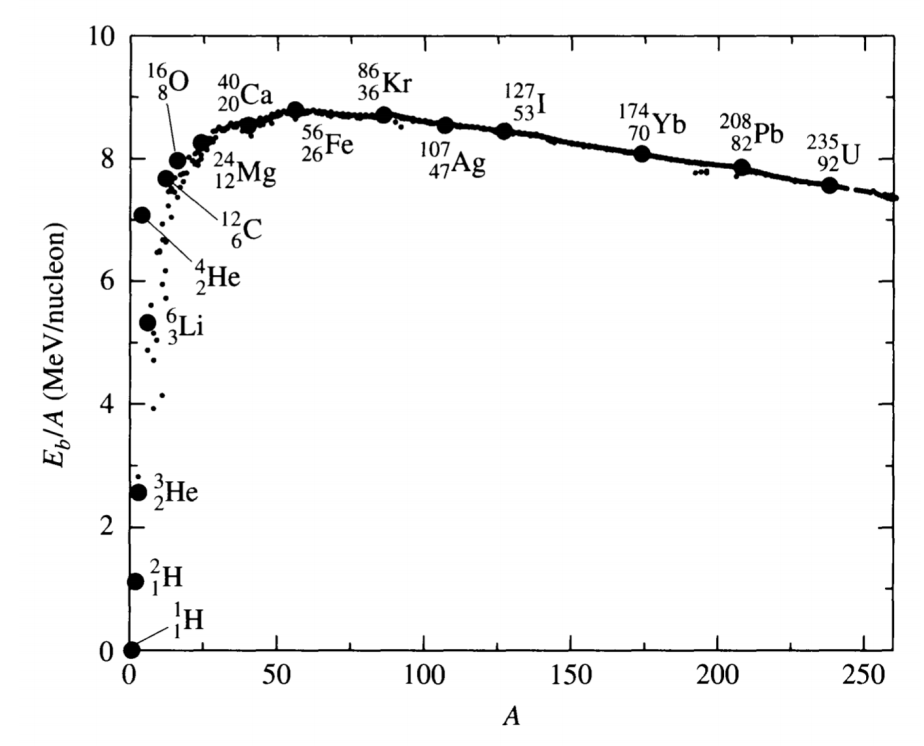 10
8
6
4
2
0
E_b/A (MeV/nucleon)
16 8 O
40 20 Ca
86 36 Kr
127 53 I
174 70 Yb
208 82 Pb
235 92 U
56 26 Fe
107 47 Ag
24 12 Mg
12 6 C
4 2 He
6 3 Li
3 2 He
2 1 H
1 1 H
0 50 100 150 200 250
A